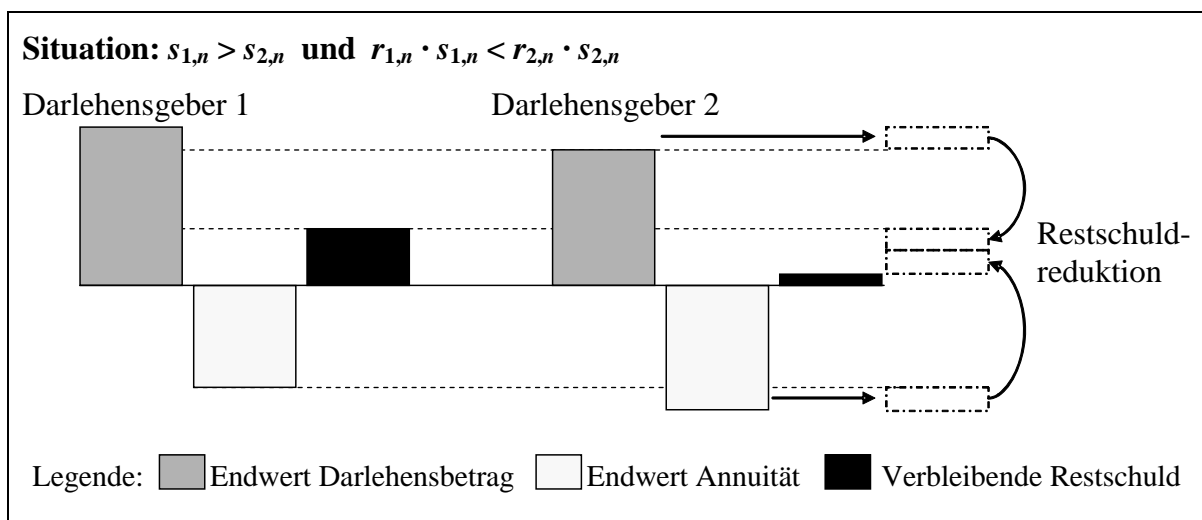 Situation: s₁,ₙ > s₂,ₙ und r₁,ₙ · s₁,ₙ < r₂,ₙ · s₂,ₙ
Darlehensgeber 1 Darlehensgeber 2
Restschuld-
reduktion
Legende: Endwert Darlehensbetrag Endwert Annuität Verbleibende Restschuld